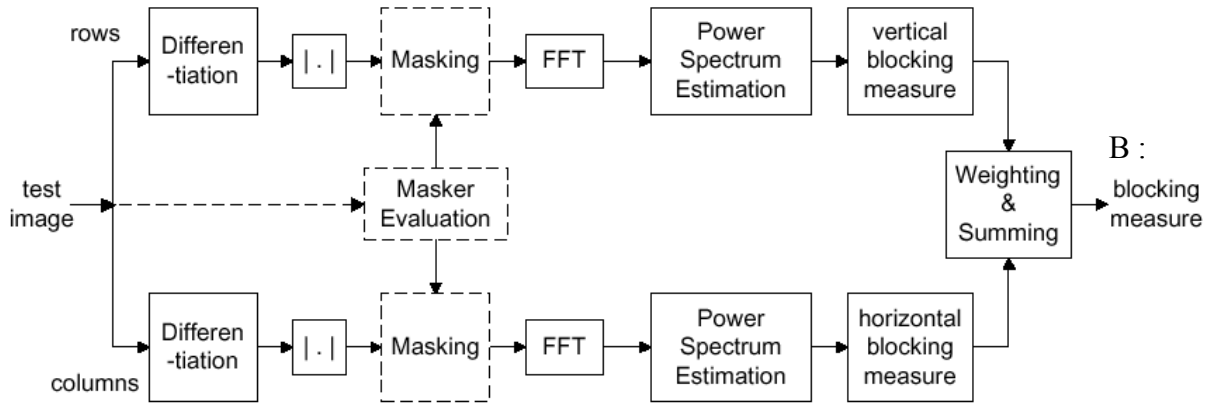 rows
Differen
-tiation
| . |
Masking
FFT
Power
Spectrum
Estimation
vertical
blocking
measure
test
image
Masker
Evaluation
Weighting
&
Summing
B :
blocking
measure
columns
Differen
-tiation
| . |
Masking
FFT
Power
Spectrum
Estimation
horizontal
blocking
measure